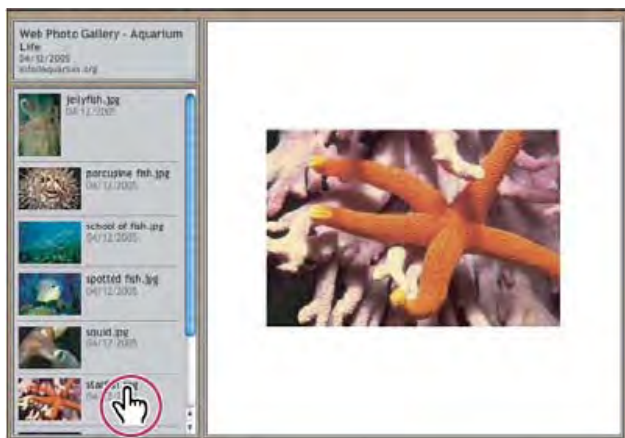 Web Photo Gallery - Aquarium
Life
04/12/2005
info@aquarium.org
jellyfish.jpg
04/12/2005
porcupine fish.jpg
04/12/2005
school of fish.jpg
04/12/2005
spotted fish.jpg
04/12/2005
squid.jpg
04/12/2005